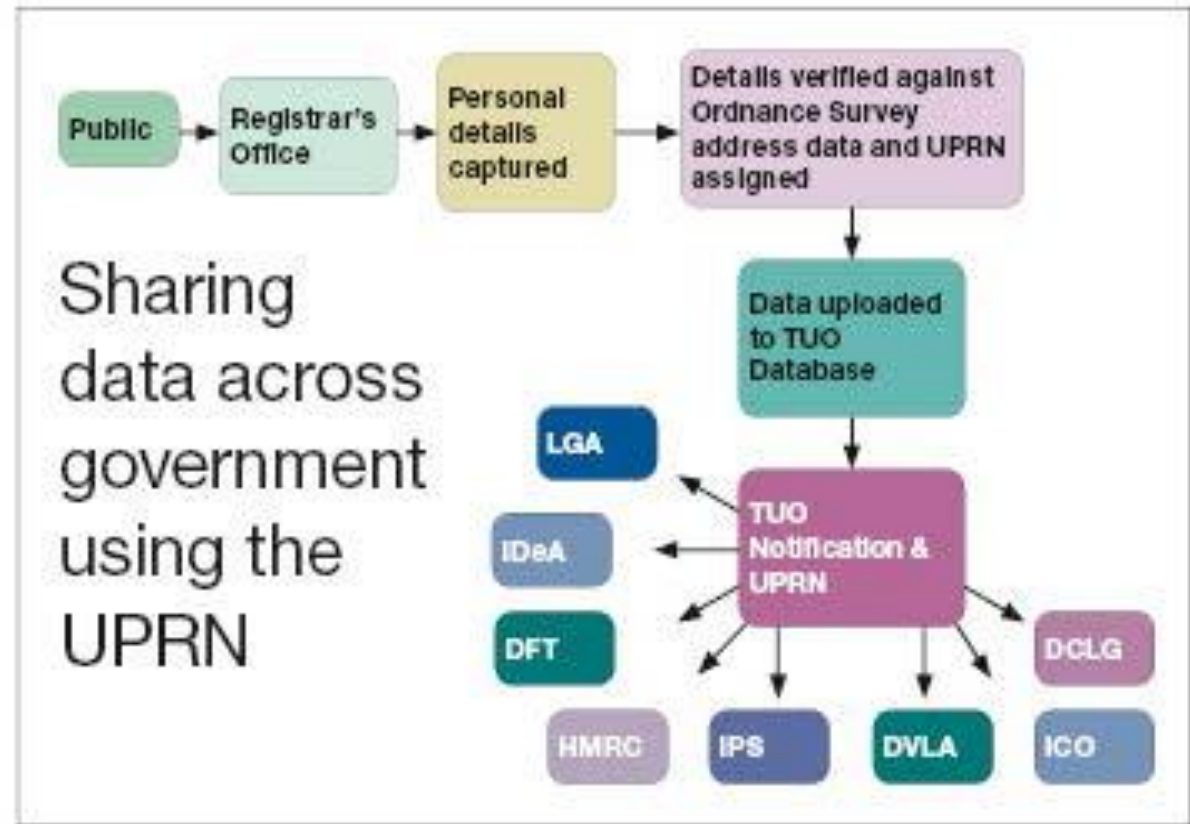 Public
Registrar's
Office
Personal
details
captured
Details verified against
Ordnance Survey
address data and UPRN
assigned
Sharing
data across
government
using the
UPRN
Data uploaded
to TUO
Database
LGA
IDeA
DFT
TUO
Notification &
UPRN
DCLG
HMRC
IPS
DVLA
ICO